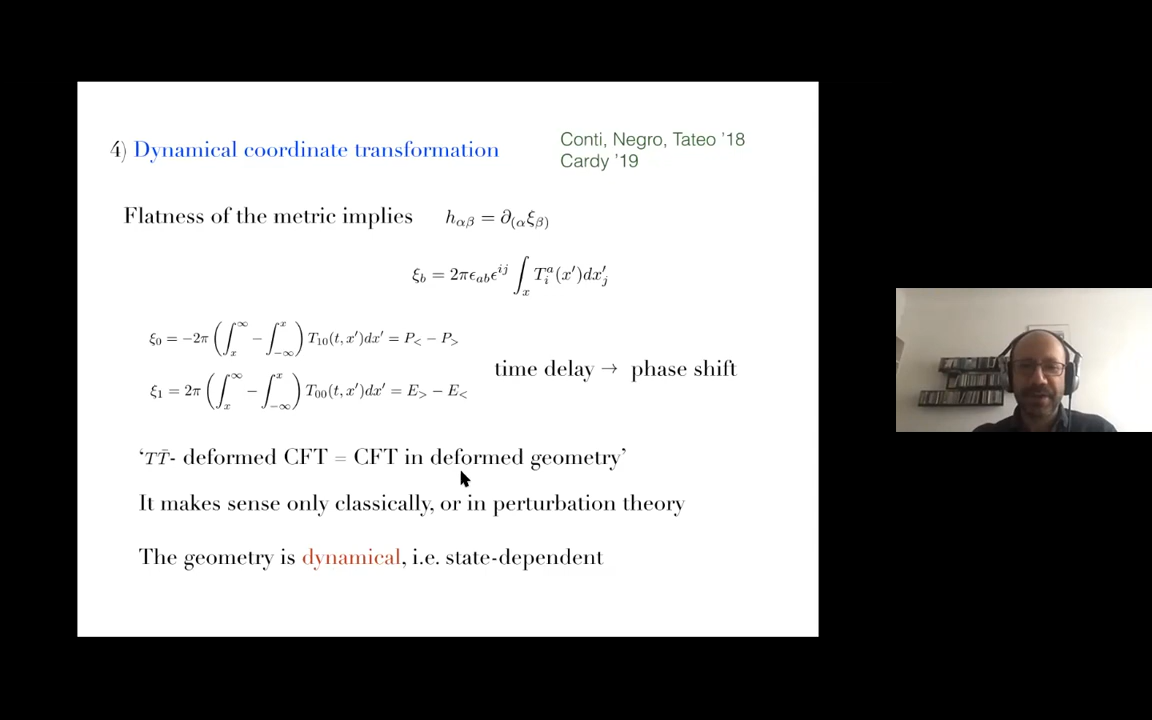 4) Dynamical coordinate transformation
Conti, Negro, Tateo '18
Cardy '19
Flatness of the metric implies h_{αβ} = ∂_{(α}ξ_{β)}
ξ_b = 2πϵ_{ab}ϵ^{ij} ∫_x T_i^a(x′)dx′_j
ξ_0 = −2π (∫_x^∞ − ∫_{−∞}^x) T_{10}(t, x′)dx′ = P_< − P_>
time delay → phase shift
ξ_1 = 2π (∫_x^∞ − ∫_{−∞}^x) T_{00}(t, x′)dx′ = E_> − E_<
'TT̄- deformed CFT = CFT in deformed geometry'
It makes sense only classically, or in perturbation theory
The geometry is dynamical, i.e. state-dependent